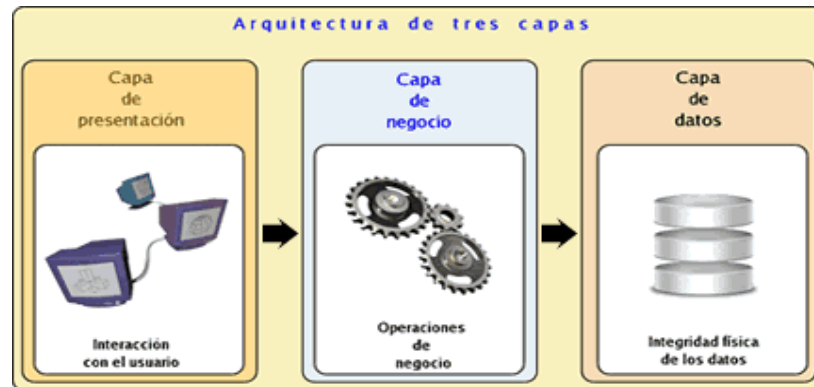 Arquitectura de tres capas
Capa
de
presentación
Interacción
con el usuario
Capa
de
negocio
Operaciones
de
negocio
Capa
de
datos
Integridad física
de los datos